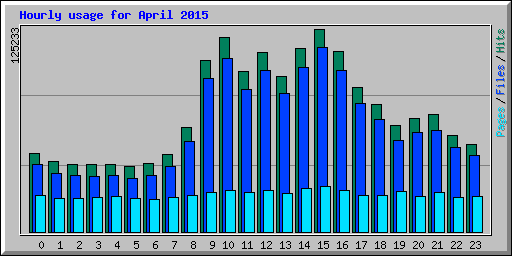 Hourly usage for April 2015
125233
Pages/Files/Hits
0 1 2 3 4 5 6 7 8 9 10 11 12 13 14 15 16 17 18 19 20 21 22 23